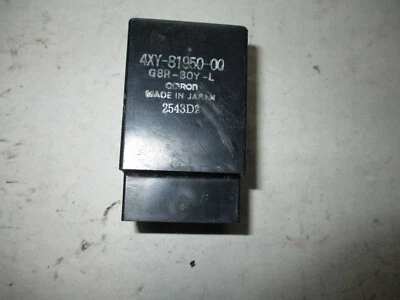 4XY-81950-00
G8R-30Y-L
OMRON
MADE IN JAPAN
2543D2